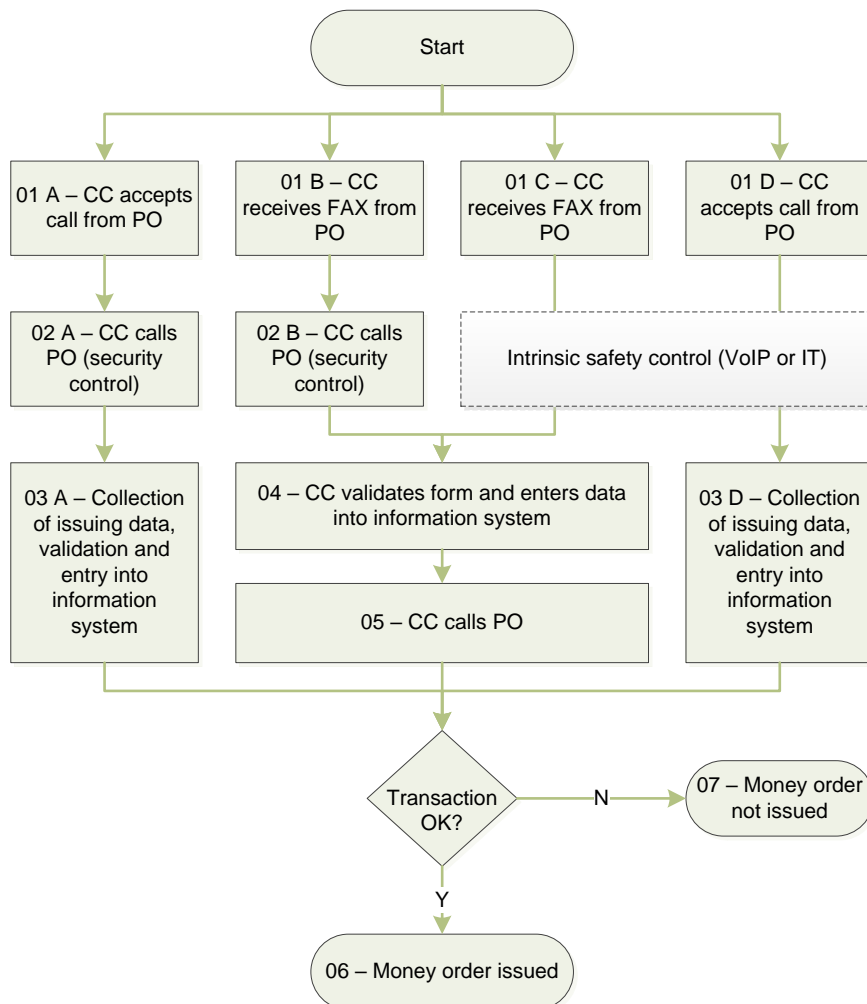 Start
01 A – CC accepts
call from PO
01 B – CC
receives FAX from
PO
01 C – CC
receives FAX from
PO
01 D – CC
accepts call from
PO
02 A – CC calls
PO (security
control)
02 B – CC calls
PO (security
control)
Intrinsic safety control (VoIP or IT)
03 A – Collection
of issuing data,
validation and
entry into
information
system
04 – CC validates form and enters data
into information system
03 D – Collection
of issuing data,
validation and
entry into
information
system
05 – CC calls PO
Transaction
OK?
N
07 – Money order
not issued
Y
06 – Money order issued